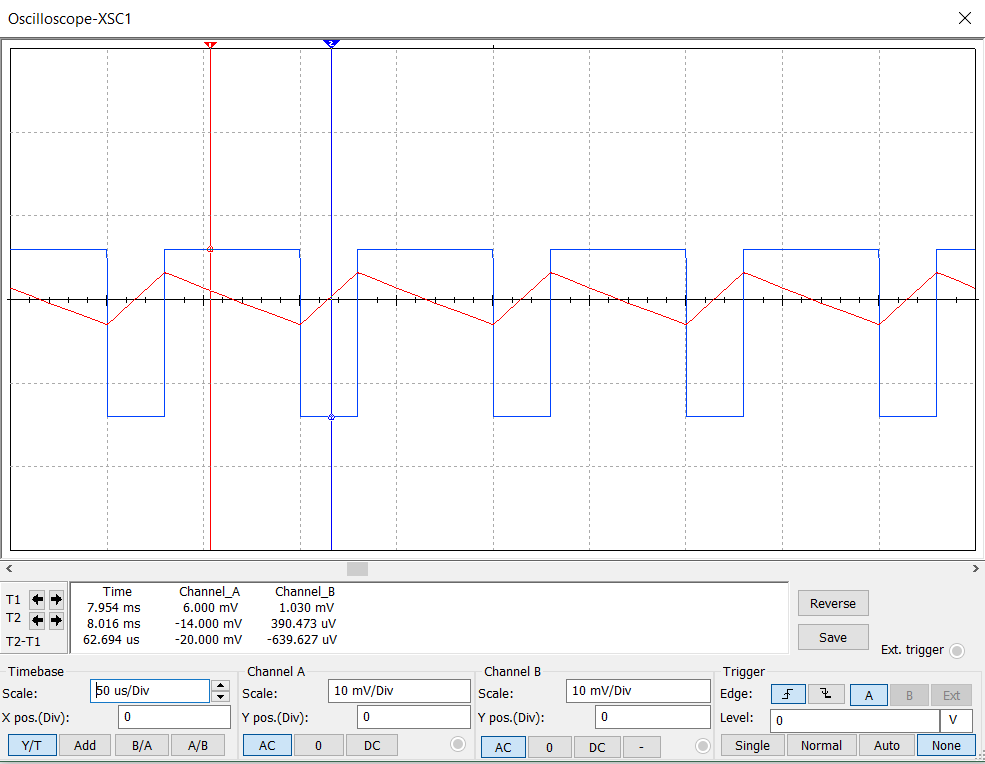 Oscilloscope-XSC1
1 2
Time Channel_A Channel_B
T1 7.954 ms 6.000 mV 1.030 mV
T2 8.016 ms -14.000 mV 390.473 uV
T2-T1 62.694 us -20.000 mV -639.627 uV
Reverse
Save
Ext. trigger
Timebase
Scale: 50 us/Div
X pos.(Div): 0
Y/T Add B/A A/B
Channel A
Scale: 10 mV/Div
Y pos.(Div): 0
AC 0 DC
Channel B
Scale: 10 mV/Div
Y pos.(Div): 0
AC 0 DC -
Trigger
Edge: A B Ext
Level: 0 V
Single Normal Auto None